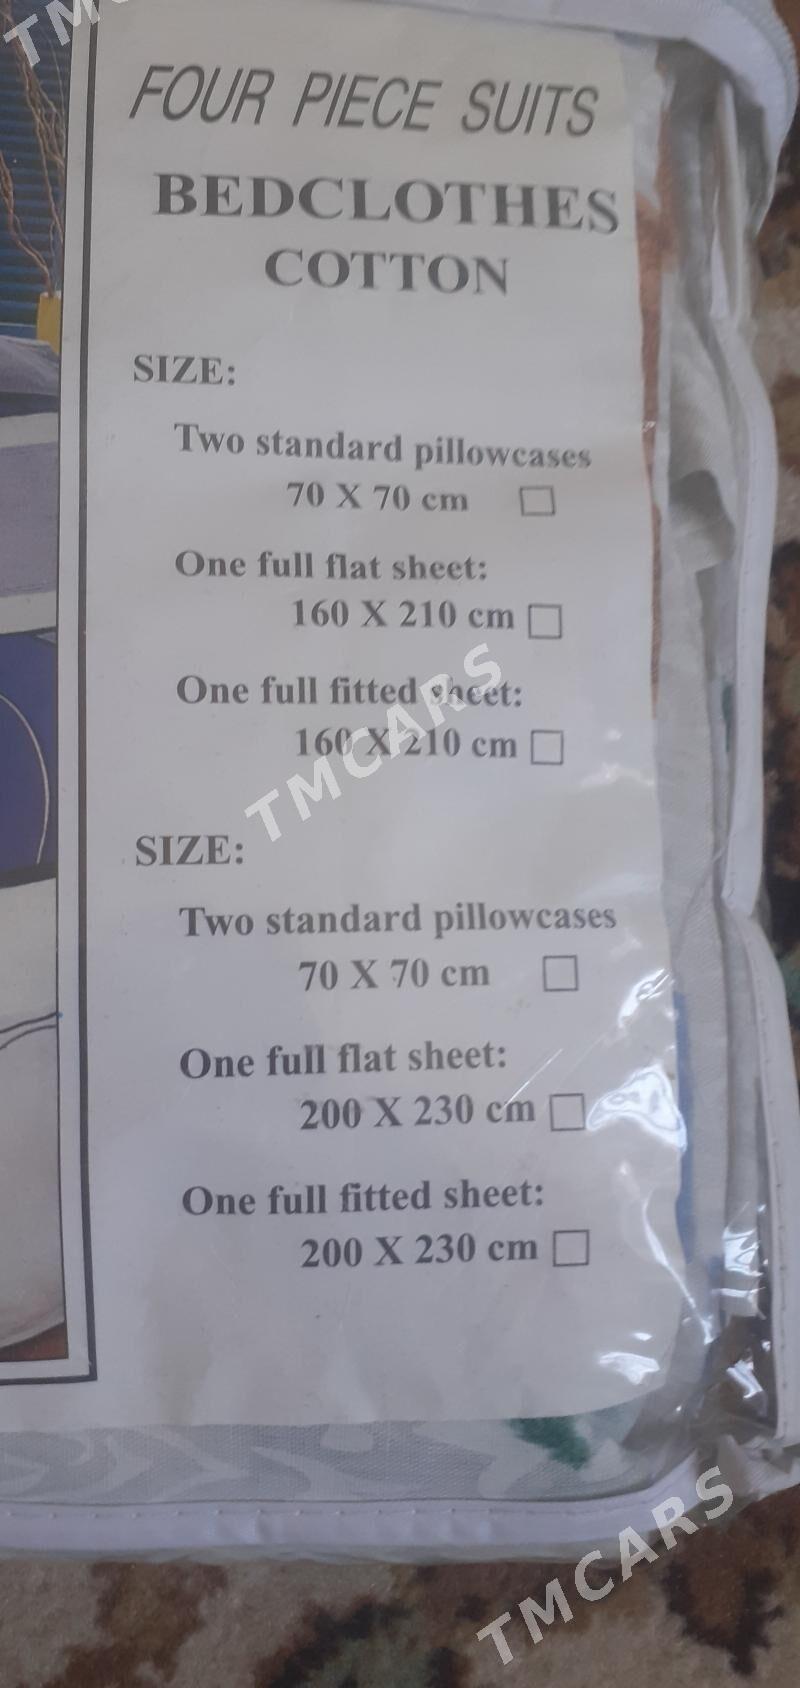 TMCARS
FOUR PIECE SUITS
BEDCLOTHES
COTTON
SIZE:
Two standard pillowcases
70 X 70 cm
One full flat sheet:
160 X 210 cm
One full fitted sheet:
160 X 210 cm
TMCARS
SIZE:
Two standard pillowcases
70 X 70 cm
One full flat sheet:
200 X 230 cm
One full fitted sheet:
200 X 230 cm
TMCARS